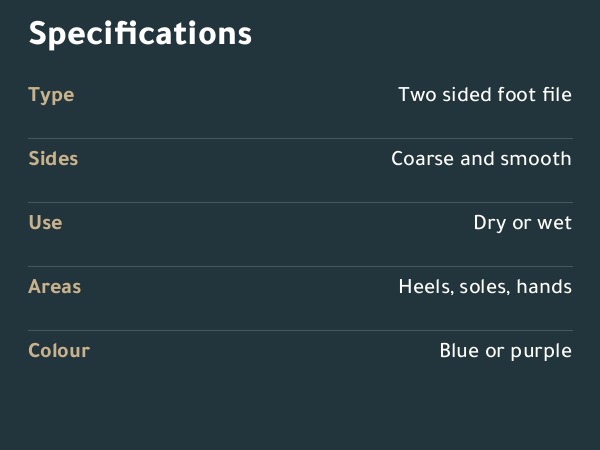 Specifications
Type Two sided foot file
Sides Coarse and smooth
Use Dry or wet
Areas Heels, soles, hands
Colour Blue or purple